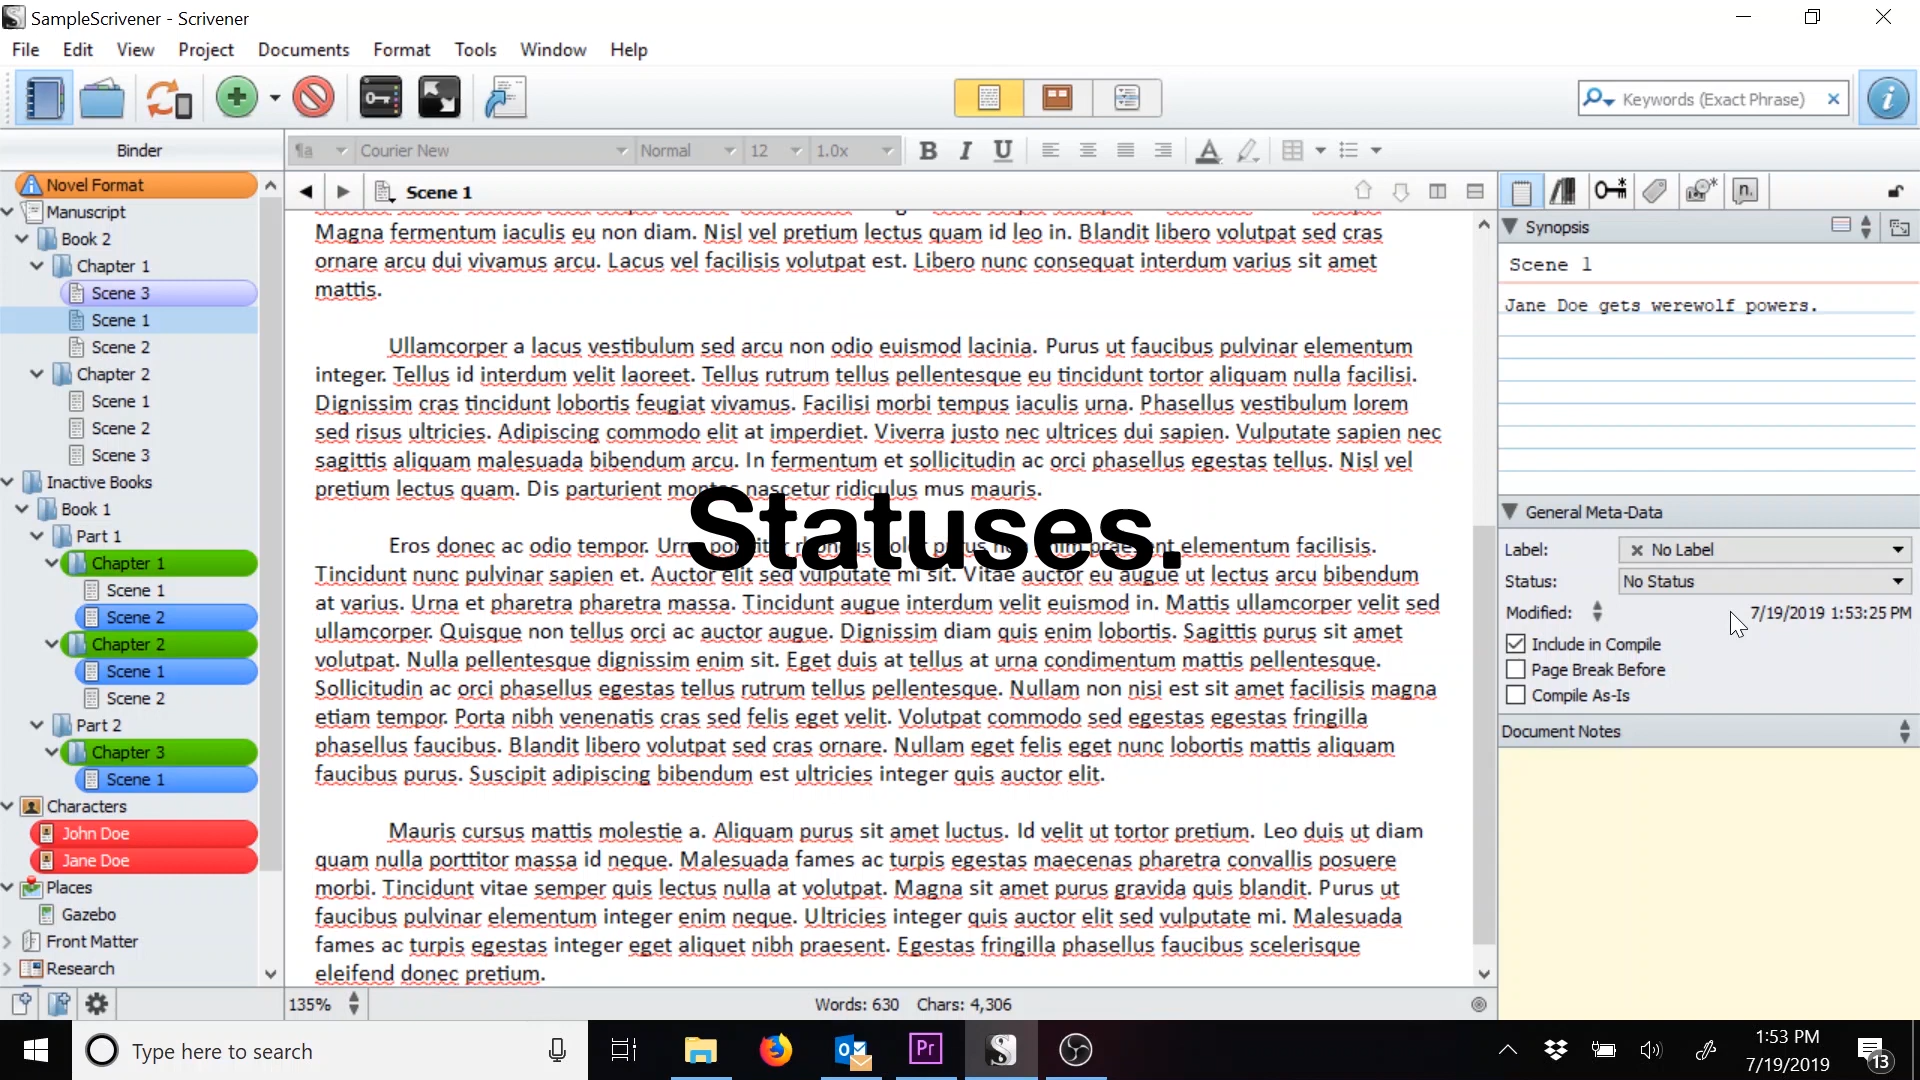 SampleScrivener - Scrivener
File Edit View Project Documents Format Tools Window Help
Keywords (Exact Phrase)
Binder
Courier New
Normal
12
1.0x
B I U
Novel Format
Manuscript
Book 2
Chapter 1
Scene 3
Scene 1
Scene 2
Chapter 2
Scene 1
Scene 2
Scene 3
Inactive Books
Book 1
Part 1
Chapter 1
Scene 1
Scene 2
Chapter 2
Scene 1
Scene 2
Part 2
Chapter 3
Scene 1
Characters
John Doe
Jane Doe
Places
Gazebo
Front Matter
Research
Scene 1
Magna fermentum iaculis eu non diam. Nisl vel pretium lectus quam id leo in. Blandit libero volutpat sed cras
ornare arcu dui vivamus arcu. Lacus vel facilisis volutpat est. Libero nunc consequat interdum varius sit amet
mattis.
Ullamcorper a lacus vestibulum sed arcu non odio euismod lacinia. Purus ut faucibus pulvinar elementum
integer. Tellus id interdum velit laoreet. Tellus rutrum tellus pellentesque eu tincidunt tortor aliquam nulla facilisi.
Dignissim cras tincidunt lobortis feugiat vivamus. Facilisi morbi tempus iaculis urna. Phasellus vestibulum lorem
sed risus ultricies. Adipiscing commodo elit at imperdiet. Viverra justo nec ultrices dui sapien. Vulputate sapien nec
sagittis aliquam malesuada bibendum arcu. In fermentum et sollicitudin ac orci phasellus egestas tellus. Nisl vel
pretium lectus quam. Dis parturient montes nascetur ridiculus mus mauris.
Statuses.
Eros donec ac odio tempor. elementum facilisis.
Tincidunt nunc pulvinar sapien et. Auctor elit sed vulputate mi sit. Vitae auctor eu augue ut lectus arcu bibendum
at varius. Urna et pharetra pharetra massa. Tincidunt augue interdum velit euismod in. Mattis ullamcorper velit sed
ullamcorper. Quisque non tellus orci ac auctor augue. Dignissim diam quis enim lobortis. Sagittis purus sit amet
volutpat. Nulla pellentesque dignissim enim sit. Eget duis at tellus at urna condimentum mattis pellentesque.
Sollicitudin ac orci phasellus egestas tellus rutrum tellus pellentesque. Nullam non nisi est sit amet facilisis magna
etiam tempor. Porta nibh venenatis cras sed felis eget velit. Volutpat commodo sed egestas egestas fringilla
phasellus faucibus. Blandit libero volutpat sed cras ornare. Nullam eget felis eget nunc lobortis mattis aliquam
faucibus purus. Suscipit adipiscing bibendum est ultricies integer quis auctor elit.
Mauris cursus mattis molestie a. Aliquam purus sit amet luctus. Id velit ut tortor pretium. Leo duis ut diam
quam nulla porttitor massa id neque. Malesuada fames ac turpis egestas maecenas pharetra convallis posuere
morbi. Tincidunt vitae semper quis lectus nulla at volutpat. Magna sit amet purus gravida quis blandit. Purus ut
faucibus pulvinar elementum integer enim neque. Ultricies integer quis auctor elit sed vulputate mi. Malesuada
fames ac turpis egestas integer eget aliquet nibh praesent. Egestas fringilla phasellus faucibus scelerisque
eleifend donec pretium.
135%
Words: 630 Chars: 4,306
Synopsis
Scene 1
Jane Doe gets werewolf powers.
General Meta-Data
Label: No Label
Status: No Status
Modified: 7/19/2019 1:53:25 PM
Include in Compile
Page Break Before
Compile As-Is
Document Notes
Type here to search
Pr
1:53 PM
7/19/2019
13